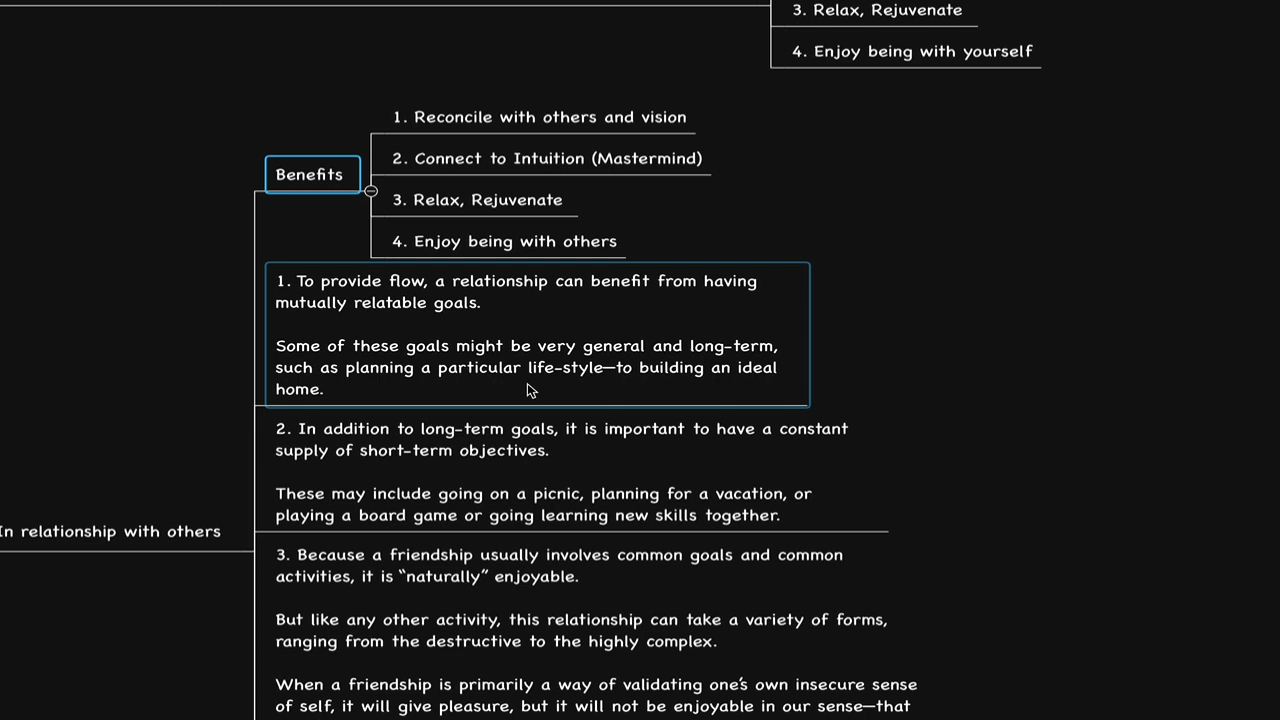 3. Relax, Rejuvenate
4. Enjoy being with yourself
1. Reconcile with others and vision
Benefits
2. Connect to Intuition (Mastermind)
3. Relax, Rejuvenate
4. Enjoy being with others
1. To provide flow, a relationship can benefit from having
mutually relatable goals.
Some of these goals might be very general and long-term,
such as planning a particular life-style—to building an ideal
home.
2. In addition to long-term goals, it is important to have a constant
supply of short-term objectives.
These may include going on a picnic, planning for a vacation, or
playing a board game or going learning new skills together.
In relationship with others
3. Because a friendship usually involves common goals and common
activities, it is “naturally” enjoyable.
But like any other activity, this relationship can take a variety of forms,
ranging from the destructive to the highly complex.
When a friendship is primarily a way of validating one's own insecure sense
of self, it will give pleasure, but it will not be enjoyable in our sense—that